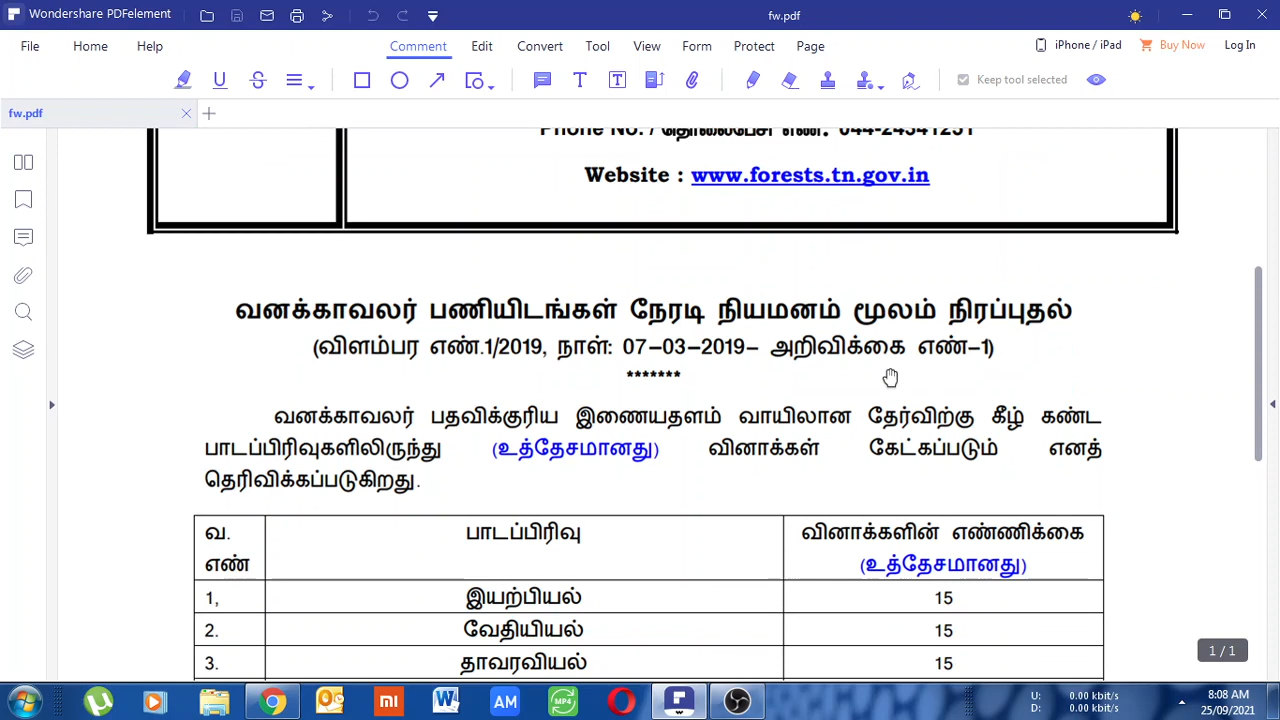 Wondershare PDFelement
fw.pdf
File Home Help Comment Edit Convert Tool View Form Protect Page iPhone / iPad Buy Now Log In
Keep tool selected
fw.pdf
Phone No. / தொலைபேசி எண்: 044-24341231
Website : www.forests.tn.gov.in
வனக்காவலர் பணியிடங்கள் நேரடி நியமனம் மூலம் நிரப்புதல்
(விளம்பர எண்.1/2019, நாள்: 07-03-2019- அறிவிக்கை எண்-1)
*******
வனக்காவலர் பதவிக்குரிய இணையதளம் வாயிலான தேர்விற்கு கீழ் கண்ட
பாடப்பிரிவுகளிலிருந்து (உத்தேசமானது) வினாக்கள் கேட்கப்படும் எனத்
தெரிவிக்கப்படுகிறது.
வ. எண் பாடப்பிரிவு வினாக்களின் எண்ணிக்கை (உத்தேசமானது)
1, இயற்பியல் 15
2. வேதியியல் 15
3. தாவரவியல் 15
1 / 1
U: 0.00 kbit/s
D: 0.00 kbit/s
8:08 AM
25/09/2021